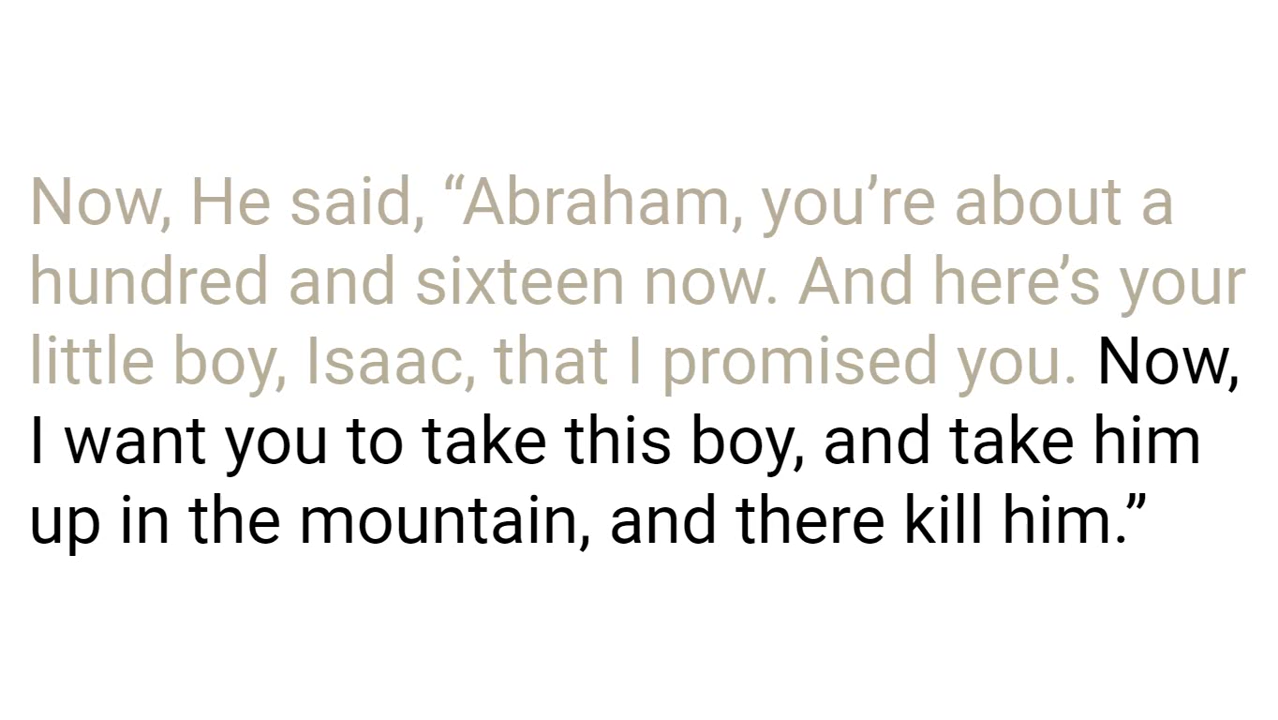 Now, He said, “Abraham, you’re about a
hundred and sixteen now. And here’s your
little boy, Isaac, that I promised you. Now,
I want you to take this boy, and take him
up in the mountain, and there kill him.”